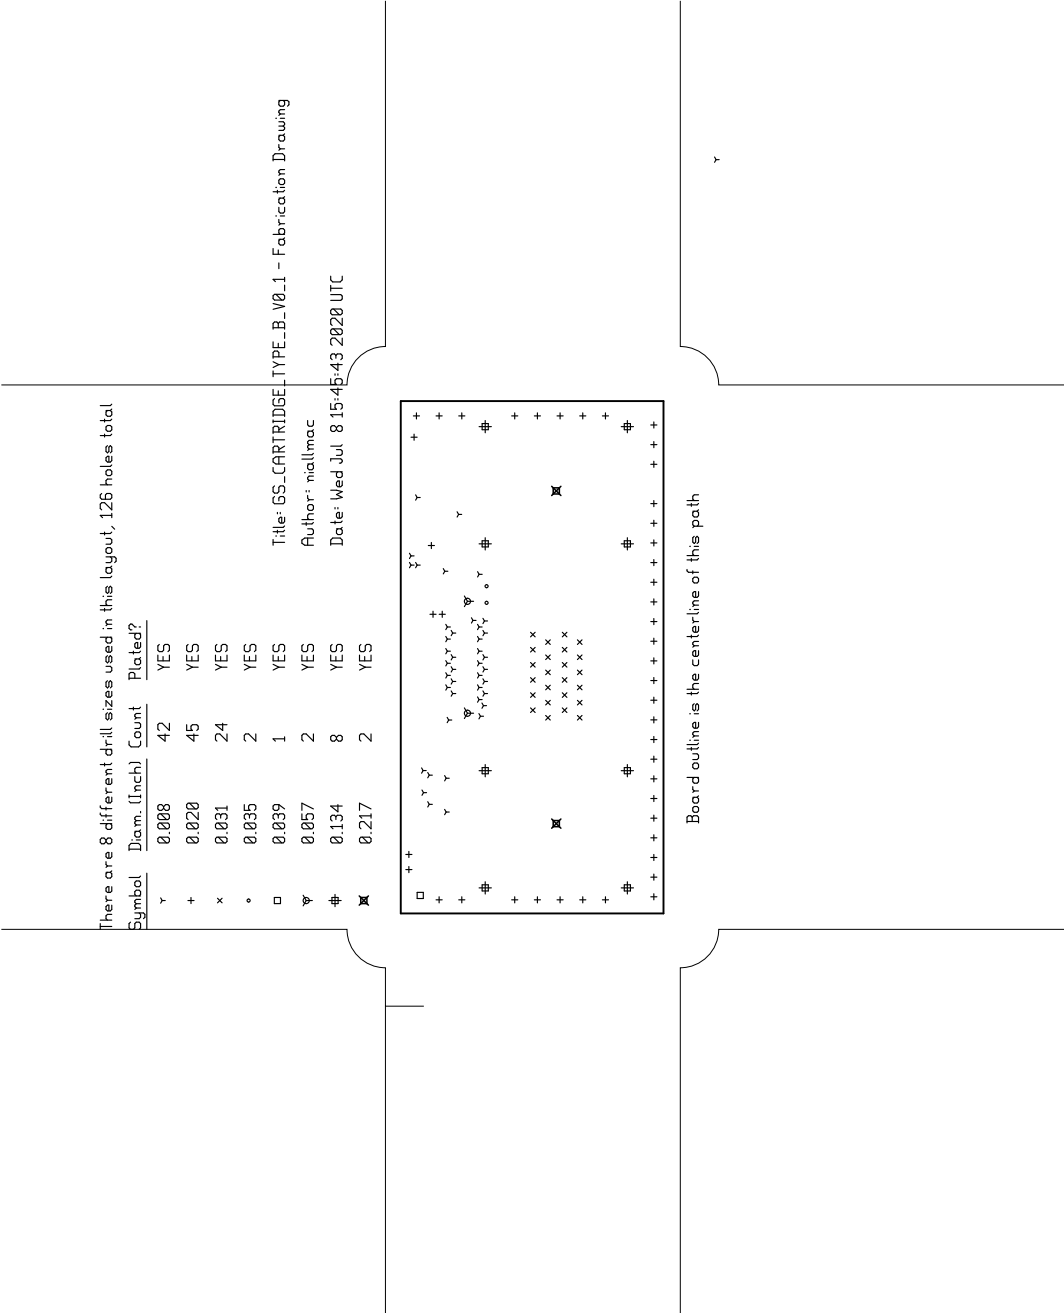 There are 8 different drill sizes used in this layout, 126 holes total
Symbol Diam. (Inch) Count Plated?
0.008 42 YES
0.020 45 YES
0.031 24 YES
0.035 2 YES
0.039 1 YES
0.057 2 YES
0.134 8 YES
0.217 2 YES
Title: GS_CARTRIDGE_TYPE_B_V0_1 - Fabrication Drawing
Author: niallmac
Date: Wed Jul 8 15:45:43 2020 UTC
Board outline is the centerline of this path